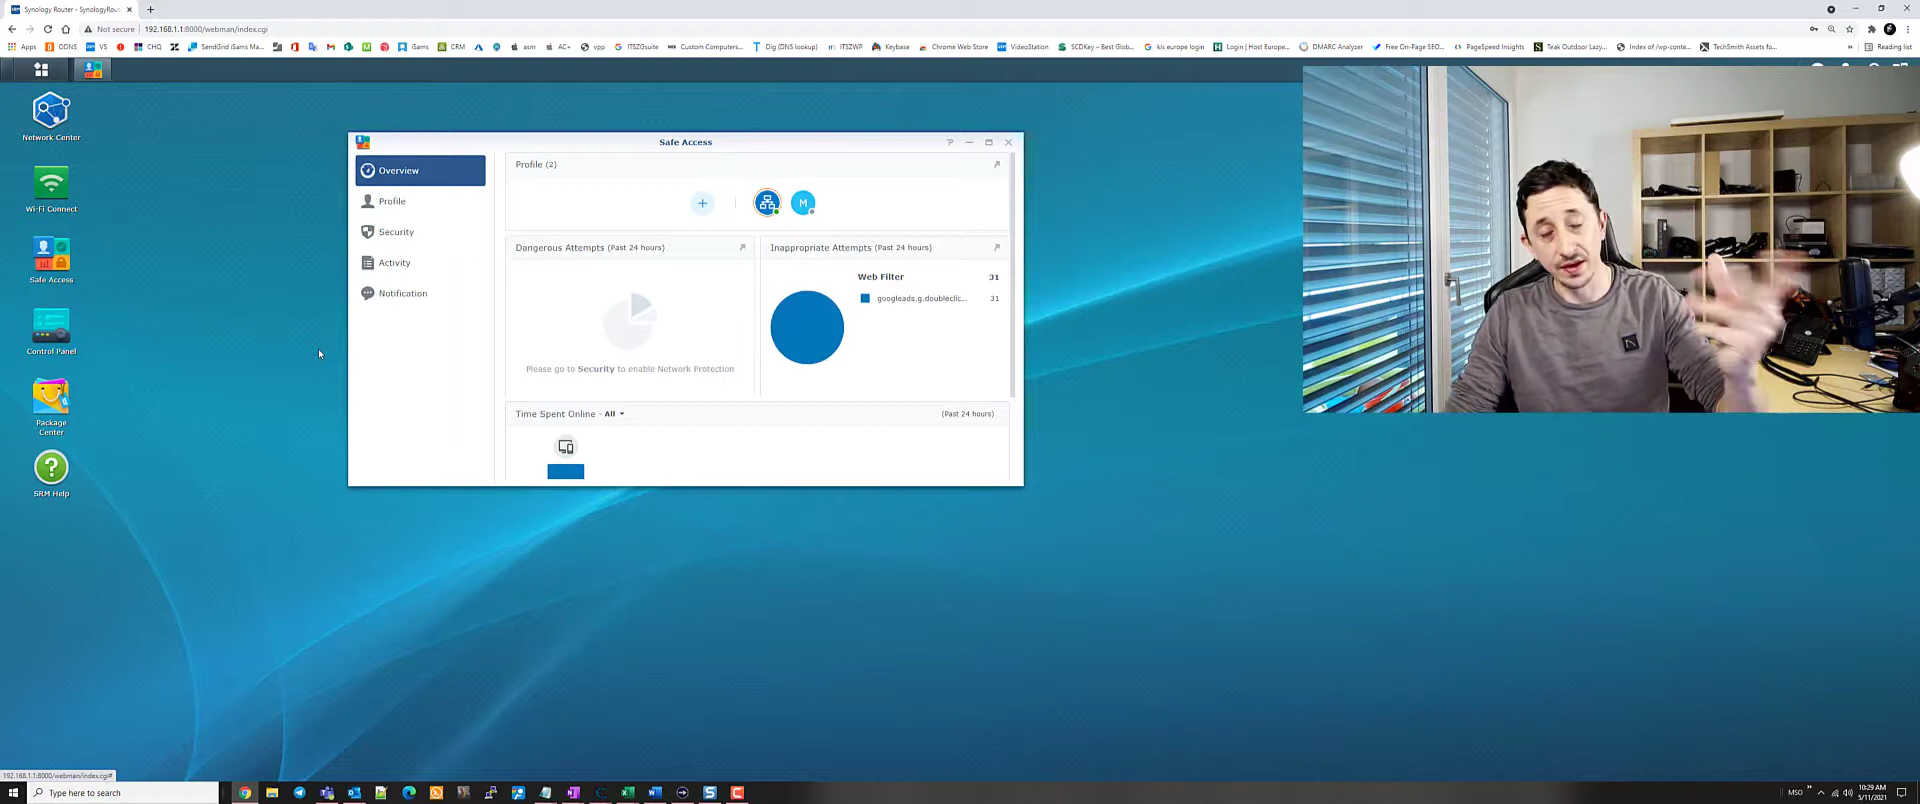 Synology Router - SynologyRou
Not secure
192.168.1.1:8000/webman/index.cgi
Apps
DDNS
VS
CHQ
SendGrid iSams Ma...
iSams
CRM
asm
AC+
vpp
ITSZGsuite
Custom Computers...
Dig (DNS lookup)
ITSZWP
Keybase
Chrome Web Store
VideoStation
SCDKey – Best Glob...
kis europe login
Login | Host Europe...
DMARC Analyzer
Free On-Page SEO...
PageSpeed Insights
Teak Outdoor Lazy...
Index of /wp-conte...
TechSmith Assets fo...
Reading list
Network Center
Wi-Fi Connect
Safe Access
Control Panel
Package
Center
SRM Help
Safe Access
Overview
Profile
Security
Activity
Notification
Profile (2)
M
Dangerous Attempts (Past 24 hours)
Please go to Security to enable Network Protection
Inappropriate Attempts (Past 24 hours)
Web Filter 31
googleads.g.doubleclic... 31
Time Spent Online - All
(Past 24 hours)
192.168.1.1:8000/webman/index.cgi#
Type here to search
MSO
10:29 AM
5/11/2021